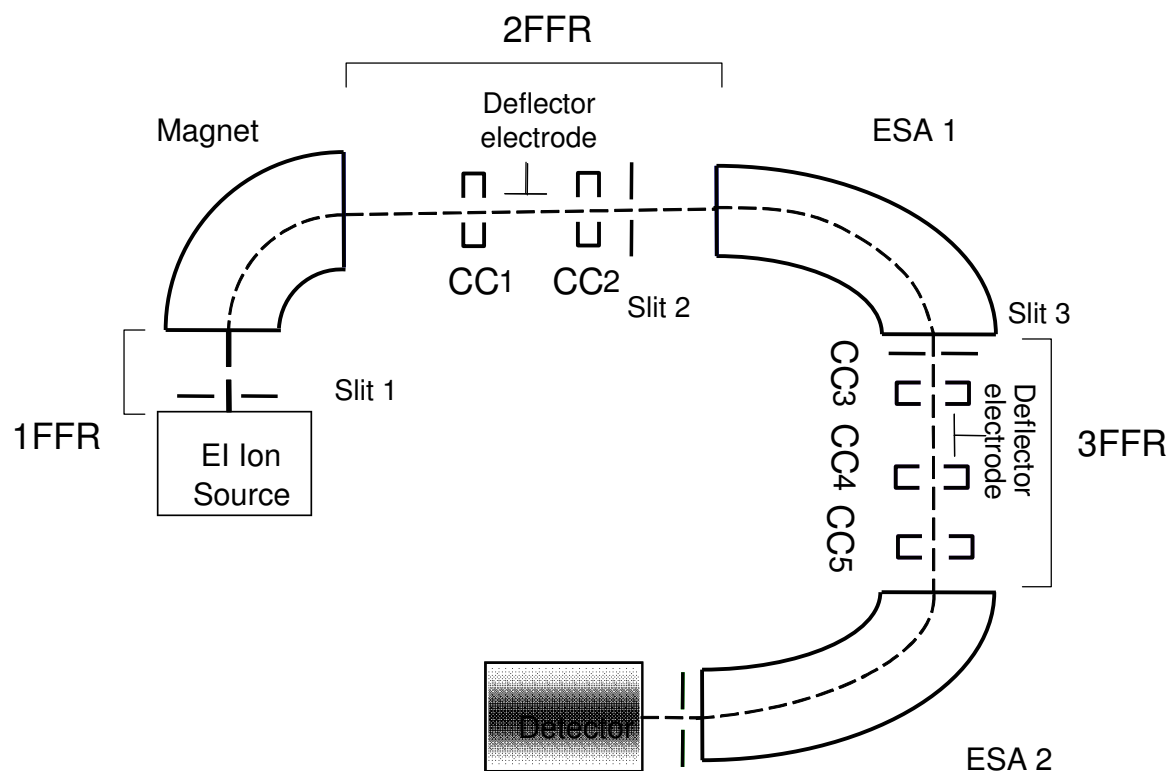 2FFR
Deflector
electrode
Magnet
ESA 1
CC1
CC2
Slit 2
Slit 3
1FFR
Slit 1
EI Ion
Source
CC3
CC4
CC5
Deflector
electrode
3FFR
Detector
ESA 2